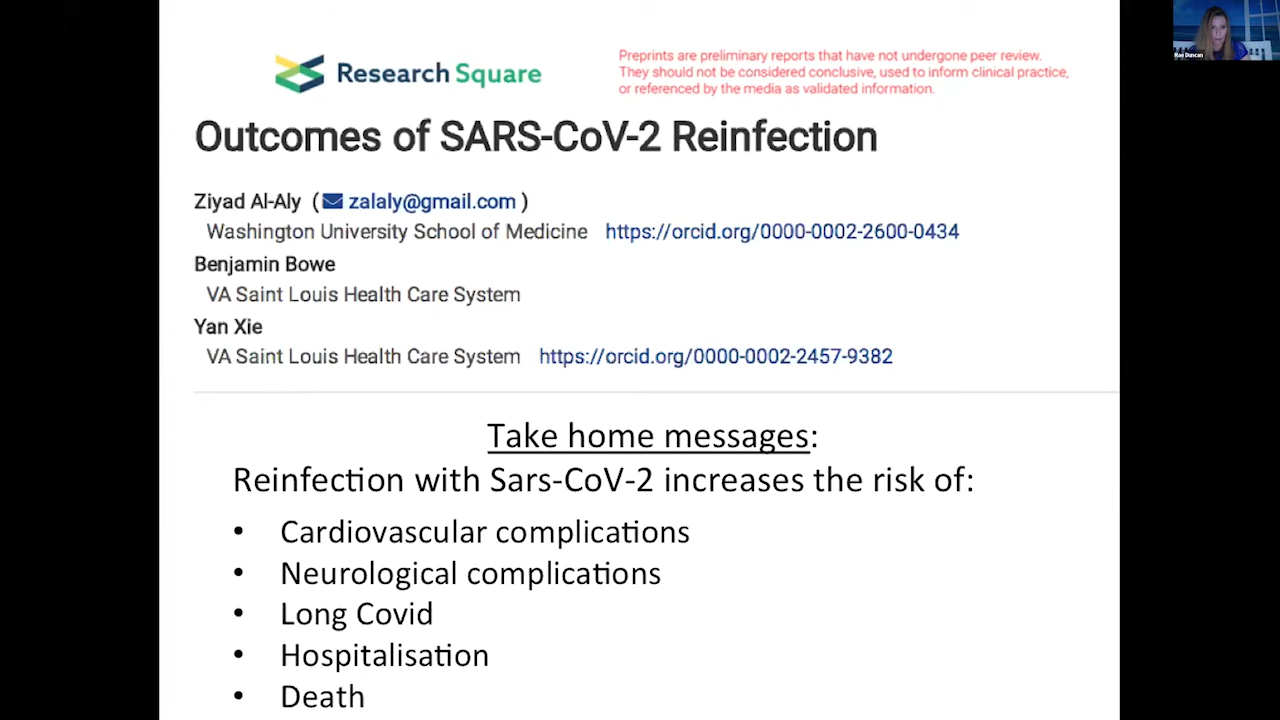 Research Square
Preprints are preliminary reports that have not undergone peer review.
They should not be considered conclusive, used to inform clinical practice,
or referenced by the media as validated information.
Outcomes of SARS-CoV-2 Reinfection
Ziyad Al-Aly ( zalaly@gmail.com )
Washington University School of Medicine https://orcid.org/0000-0002-2600-0434
Benjamin Bowe
VA Saint Louis Health Care System
Yan Xie
VA Saint Louis Health Care System https://orcid.org/0000-0002-2457-9382
Take home messages:
Reinfection with Sars-CoV-2 increases the risk of:
• Cardiovascular complications
• Neurological complications
• Long Covid
• Hospitalisation
• Death
Rae Duncan